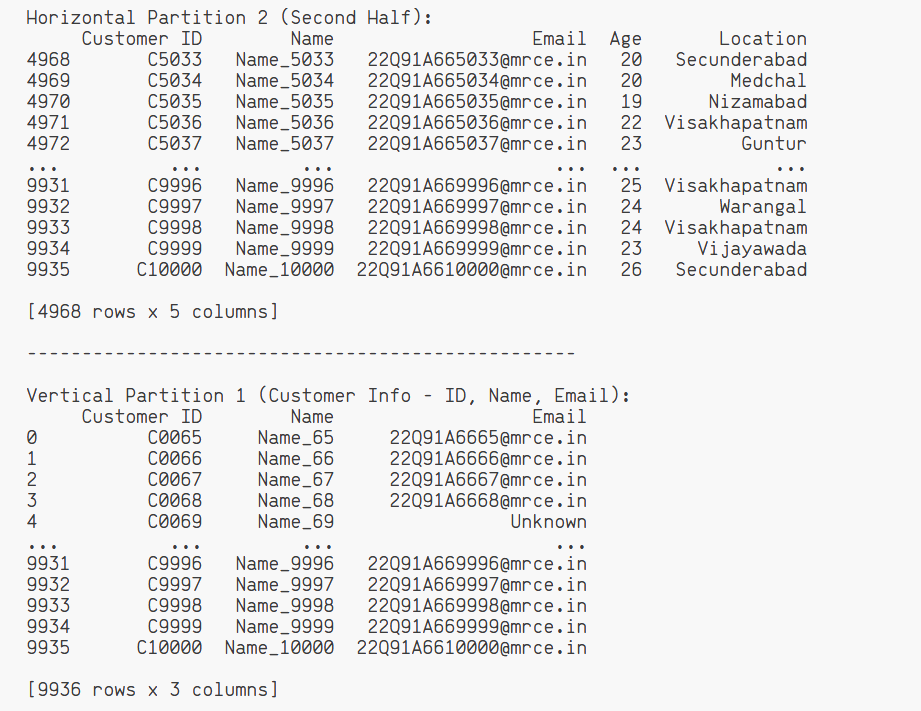 Horizontal Partition 2 (Second Half):
     Customer ID        Name                  Email  Age       Location
4968       C5033   Name_5033   22Q91A665033@mrce.in   20    Secunderabad
4969       C5034   Name_5034   22Q91A665034@mrce.in   20         Medchal
4970       C5035   Name_5035   22Q91A665035@mrce.in   19       Nizamabad
4971       C5036   Name_5036   22Q91A665036@mrce.in   22   Visakhapatnam
4972       C5037   Name_5037   22Q91A665037@mrce.in   23          Guntur
...          ...         ...                    ...  ...             ...
9931       C9996   Name_9996   22Q91A669996@mrce.in   25   Visakhapatnam
9932       C9997   Name_9997   22Q91A669997@mrce.in   24        Warangal
9933       C9998   Name_9998   22Q91A669998@mrce.in   24   Visakhapatnam
9934       C9999   Name_9999   22Q91A669999@mrce.in   23      Vijayawada
9935      C10000  Name_10000  22Q91A6610000@mrce.in   26    Secunderabad

[4968 rows x 5 columns]

--------------------------------------------------

Vertical Partition 1 (Customer Info - ID, Name, Email):
     Customer ID        Name                  Email
0          C0065     Name_65     22Q91A6665@mrce.in
1          C0066     Name_66     22Q91A6666@mrce.in
2          C0067     Name_67     22Q91A6667@mrce.in
3          C0068     Name_68     22Q91A6668@mrce.in
4          C0069     Name_69                Unknown
...          ...         ...                    ...
9931       C9996   Name_9996   22Q91A669996@mrce.in
9932       C9997   Name_9997   22Q91A669997@mrce.in
9933       C9998   Name_9998   22Q91A669998@mrce.in
9934       C9999   Name_9999   22Q91A669999@mrce.in
9935      C10000  Name_10000  22Q91A6610000@mrce.in

[9936 rows x 3 columns]